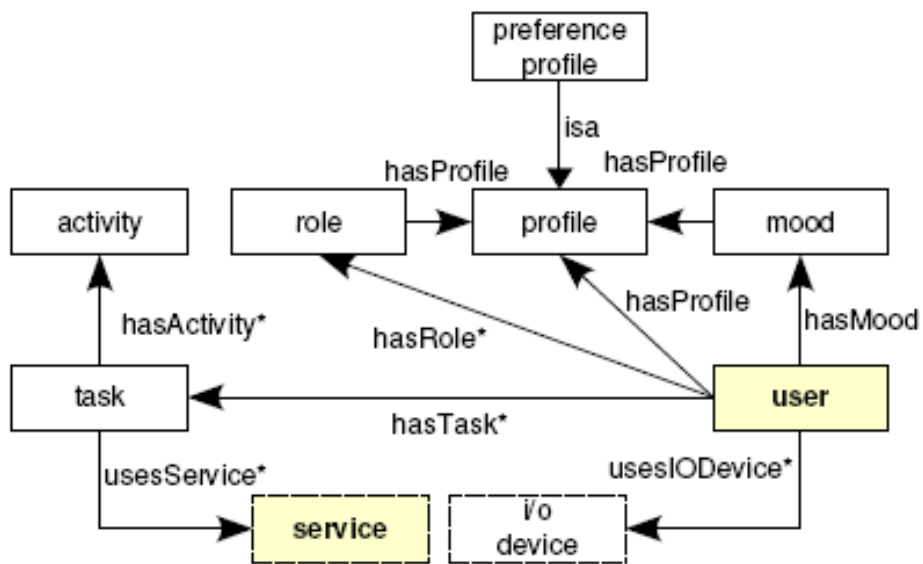 preference
profile
isa
hasProfile
hasProfile
activity
role
profile
mood
hasActivity*
hasRole*
hasProfile
hasMood
task
user
hasTask*
usesService*
usesIODevice*
service
i/o
device